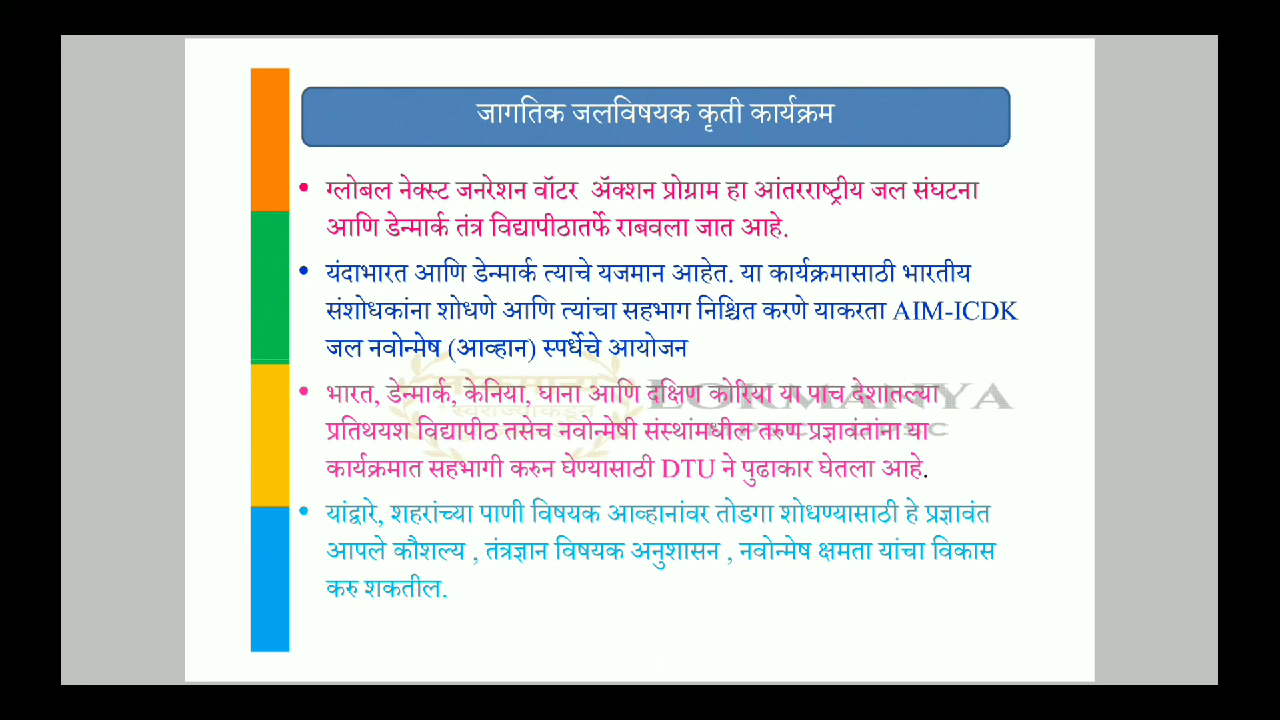 जागतिक जलविषयक कृती कार्यक्रम
• ग्लोबल नेक्स्ट जनरेशन वॉटर ॲक्शन प्रोग्राम हा आंतरराष्ट्रीय जल संघटना
आणि डेन्मार्क तंत्र विद्यापीठातर्फे राबवला जात आहे.
• यंदाभारत आणि डेन्मार्क त्याचे यजमान आहेत. या कार्यक्रमासाठी भारतीय
संशोधकांना शोधणे आणि त्यांचा सहभाग निश्चित करणे याकरता AIM-ICDK
जल नवोन्मेष (आव्हान) स्पर्धेचे आयोजन
• भारत, डेन्मार्क, केनिया, घाना आणि दक्षिण कोरिया या पाच देशातल्या
प्रतिथयश विद्यापीठ तसेच नवोन्मेषी संस्थांमधील तरुण प्रज्ञावंतांना या
कार्यक्रमात सहभागी करुन घेण्यासाठी DTU ने पुढाकार घेतला आहे.
• यांद्वारे, शहरांच्या पाणी विषयक आव्हानांवर तोडगा शोधण्यासाठी हे प्रज्ञावंत
आपले कौशल्य , तंत्रज्ञान विषयक अनुशासन , नवोन्मेष क्षमता यांचा विकास
करु शकतील.
LOKMANYA